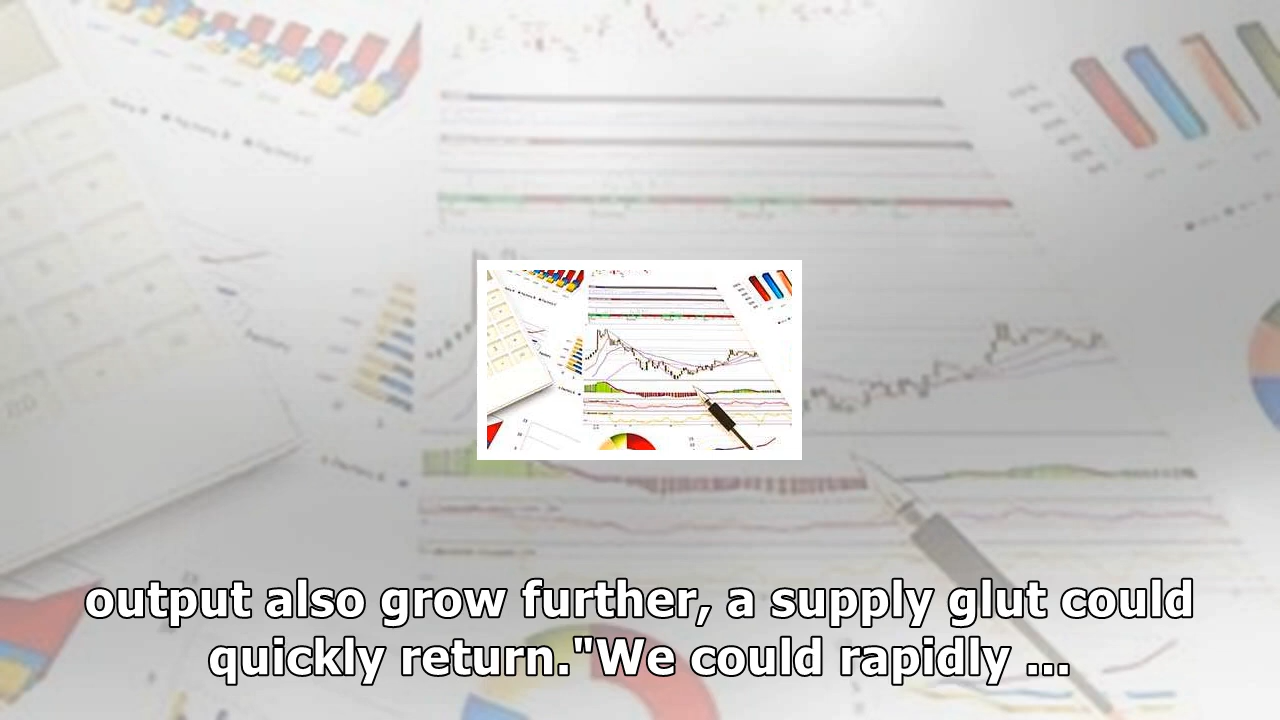 output also grow further, a supply glut could
quickly return."We could rapidly ...